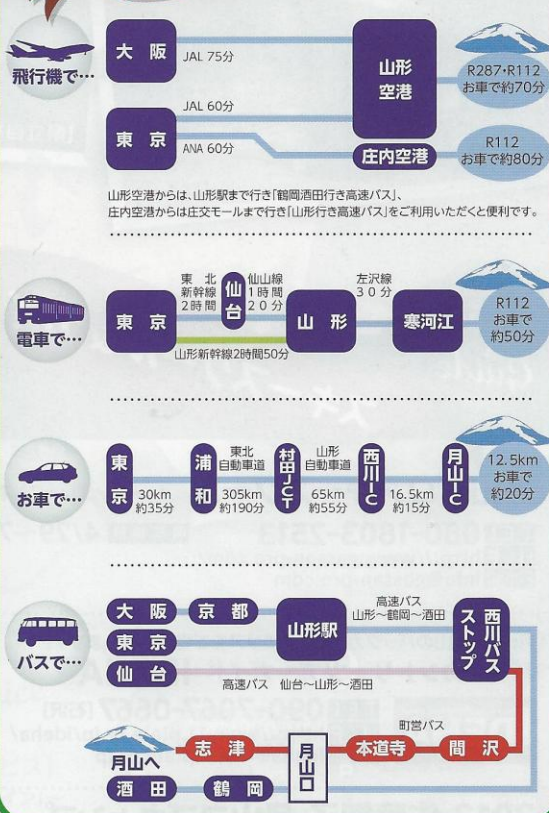 飛行機で…
大阪
JAL 75分
山形
空港
R287・R112
お車で約70分
JAL 60分
東京
ANA 60分
庄内空港
R112
お車で約80分
山形空港からは、山形駅まで行き「鶴岡酒田行き高速バス」、
庄内空港からは庄交モールまで行き「山形行き高速バス」をご利用いただくと便利です。
電車で…
東京
東北
新幹線
2時間
仙台
仙山線
1時間
20分
山形
左沢線
30分
寒河江
R112
お車で
約50分
山形新幹線2時間50分
お車で…
東京
30km
約35分
浦和
東北
自動車道
305km
約190分
村田JCT
山形
自動車道
65km
約55分
西川IC
16.5km
約15分
月山IC
12.5km
お車で
約20分
バスで…
大阪
京都
東京
仙台
山形駅
高速バス
山形～鶴岡～酒田
西川バス
ストップ
高速バス 仙台～山形～酒田
町営バス
月山へ
志津
月山口
本道寺
間沢
酒田
鶴岡
080-1803-2513
090-7067-0667